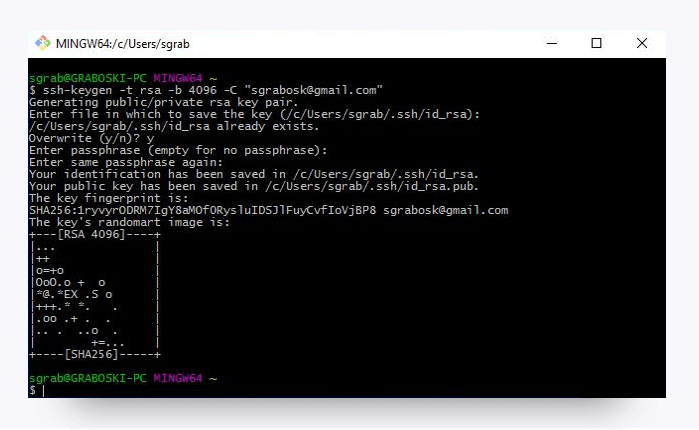 MINGW64:/c/Users/sgrab
sgrab@GRABOSKI-PC MINGW64 ~
$ ssh-keygen -t rsa -b 4096 -C "sgrabosk@gmail.com"
Generating public/private rsa key pair.
Enter file in which to save the key (/c/Users/sgrab/.ssh/id_rsa):
/c/Users/sgrab/.ssh/id_rsa already exists.
Overwrite (y/n)? y
Enter passphrase (empty for no passphrase):
Enter same passphrase again:
Your identification has been saved in /c/Users/sgrab/.ssh/id_rsa.
Your public key has been saved in /c/Users/sgrab/.ssh/id_rsa.pub.
The key fingerprint is:
SHA256:1ryvyrODRM7IgY8aMOfORysluIDSJlFuyCvfIoVjBP8 sgrabosk@gmail.com
The key's randomart image is:
+---[RSA 4096]----+
|...              |
|++               |
|o=+o             |
|OoO.o +  o       |
|*@.*EX .S o      |
|+++.* *.   .     |
|.oo .+ .  .      |
|.. .  ..o  .     |
|        +=...    |
+----[SHA256]-----+
sgrab@GRABOSKI-PC MINGW64 ~
$